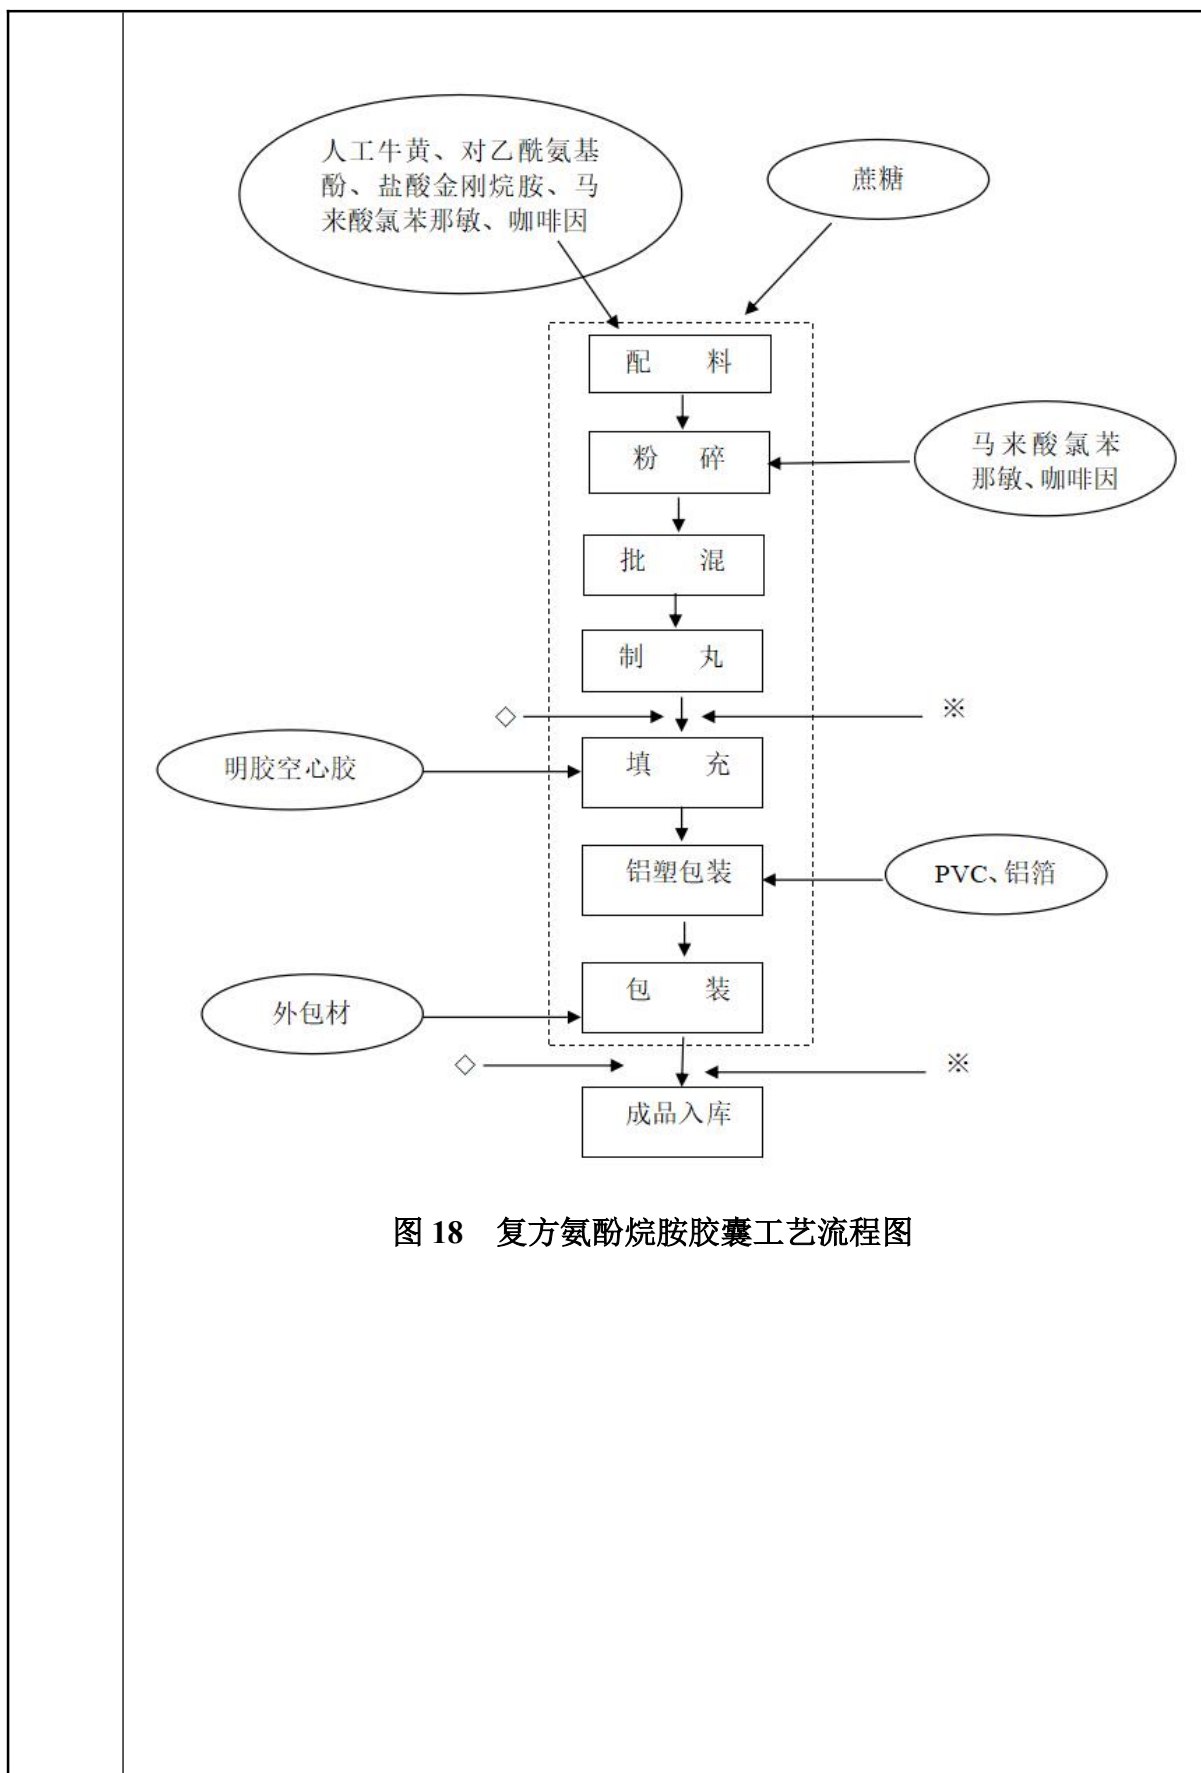 人工牛黄、对乙酰氨基
酚、盐酸金刚烷胺、马
来酸氯苯那敏、咖啡因
蔗糖
配 料
粉 碎
马来酸氯苯
那敏、咖啡因
批 混
制 丸
◇
※
明胶空心胶
填 充
铝塑包装
PVC、铝箔
包 装
外包材
◇
※
成品入库
图 18 复方氨酚烷胺胶囊工艺流程图